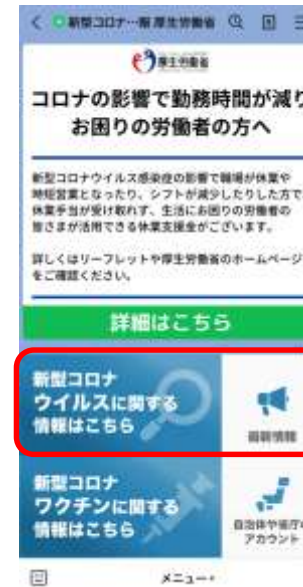 新型コロナ…報 厚生労働省
厚生労働省
コロナの影響で勤務時間が減り
お困りの労働者の方へ
新型コロナウイルス感染症の影響で職場が休業や
時短営業となったり、シフトが減少したりした方で
休業手当が受け取れず、生活にお困りの労働者の
皆さまが活用できる休業支援金がございます。
詳しくはリーフレットや厚生労働省のホームページ
をご確認ください。
詳細はこちら
新型コロナ
ウイルスに関する
情報はこちら
最新情報
新型コロナ
ワクチンに関する
情報はこちら
自治体や省庁の
アカウント
メニュー